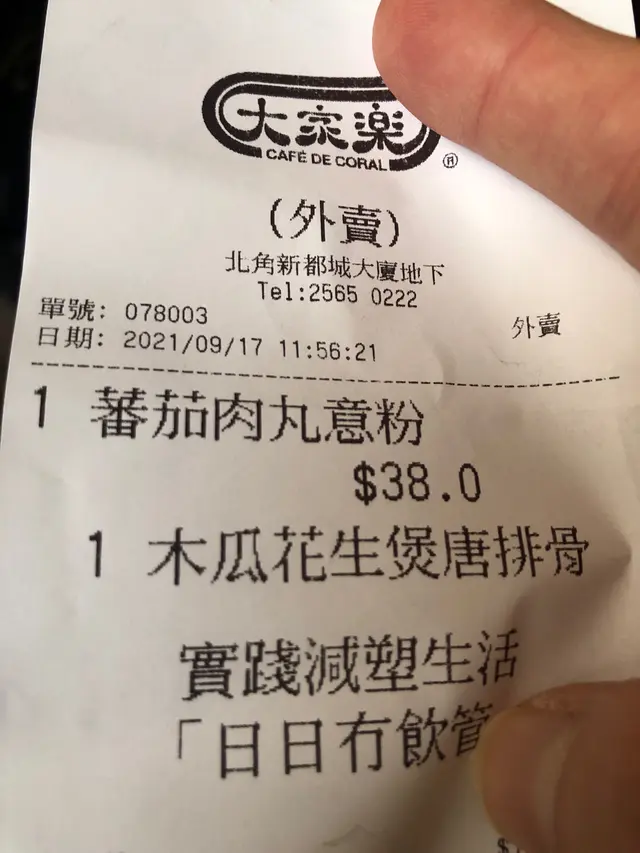 大家樂
CAFÉ DE CORAL
®
(外賣)
北角新都城大廈地下
Tel:2565 0222
單號: 078003
外賣
日期: 2021/09/17 11:56:21
1 蕃茄肉丸意粉
$38.0
1 木瓜花生煲唐排骨
實踐減塑生活
「日日冇飲管